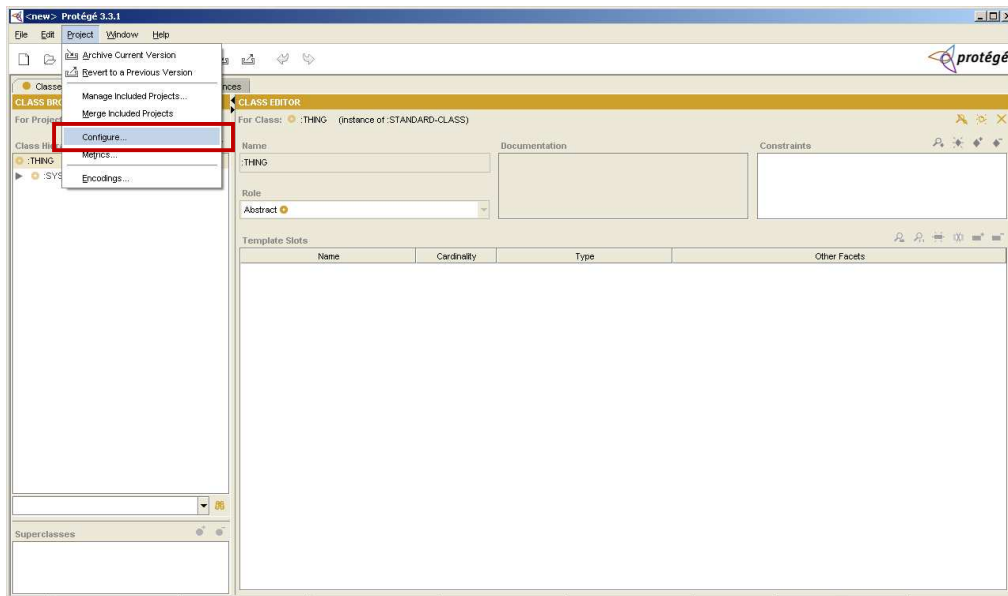 <new> Protégé 3.3.1
File Edit Project Window Help
Archive Current Version
Revert to a Previous Version
Manage Included Projects...
Merge Included Projects
Configure...
Metrics...
Encodings...
protégé
Classe
nces
CLASS BRO
CLASS EDITOR
For Project
For Class: :THING (instance of :STANDARD-CLASS)
Class Hiera
Name Documentation Constraints
:THING
:THING
:SYS
Role
Abstract
Template Slots
Name Cardinality Type Other Facets
Superclasses